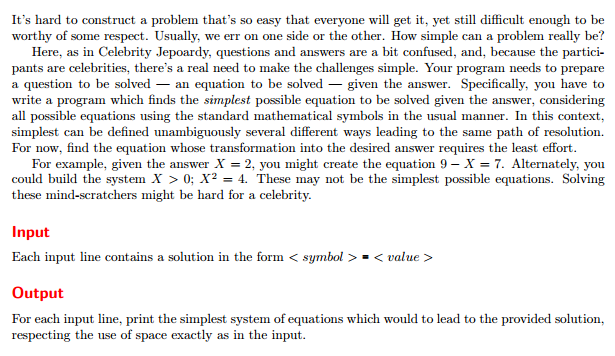 It's hard to construct a problem that's so easy that everyone will get it, yet still difficult enough to be
worthy of some respect. Usually, we err on one side or the other. How simple can a problem really be?
Here, as in Celebrity Jepoardy, questions and answers are a bit confused, and, because the partici-
pants are celebrities, there's a real need to make the challenges simple. Your program needs to prepare
a question to be solved — an equation to be solved — given the answer. Specifically, you have to
write a program which finds the simplest possible equation to be solved given the answer, considering
all possible equations using the standard mathematical symbols in the usual manner. In this context,
simplest can be defined unambiguously several different ways leading to the same path of resolution.
For now, find the equation whose transformation into the desired answer requires the least effort.
For example, given the answer X = 2, you might create the equation 9 − X = 7. Alternately, you
could build the system X > 0; X² = 4. These may not be the simplest possible equations. Solving
these mind-scratchers might be hard for a celebrity.
Input
Each input line contains a solution in the form < symbol > = < value >
Output
For each input line, print the simplest system of equations which would to lead to the provided solution,
respecting the use of space exactly as in the input.